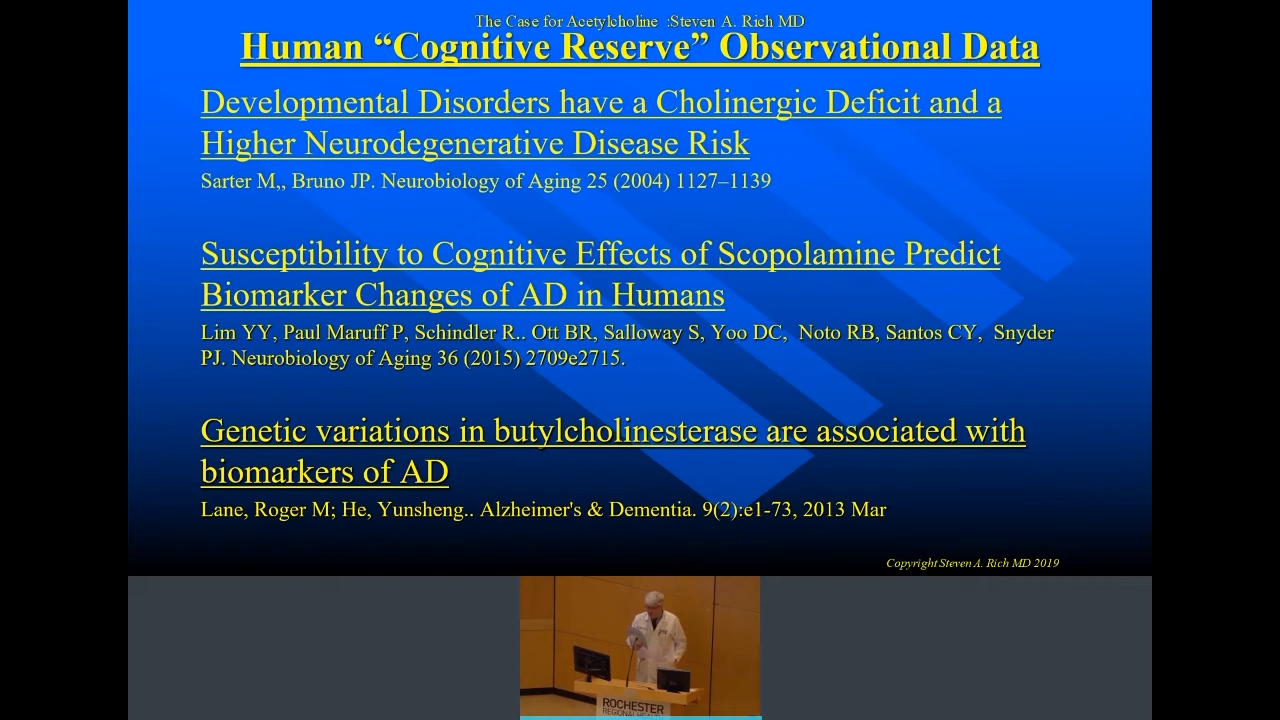 The Case for Acetylcholine :Steven A. Rich MD
Human “Cognitive Reserve” Observational Data
Developmental Disorders have a Cholinergic Deficit and a
Higher Neurodegenerative Disease Risk
Sarter M,, Bruno JP. Neurobiology of Aging 25 (2004) 1127–1139
Susceptibility to Cognitive Effects of Scopolamine Predict
Biomarker Changes of AD in Humans
Lim YY, Paul Maruff P, Schindler R.. Ott BR, Salloway S, Yoo DC, Noto RB, Santos CY, Snyder
PJ. Neurobiology of Aging 36 (2015) 2709e2715.
Genetic variations in butylcholinesterase are associated with
biomarkers of AD
Lane, Roger M; He, Yunsheng.. Alzheimer's & Dementia. 9(2):e1-73, 2013 Mar
Copyright Steven A. Rich MD 2019
ROCHESTER
REGIONAL HEALTH